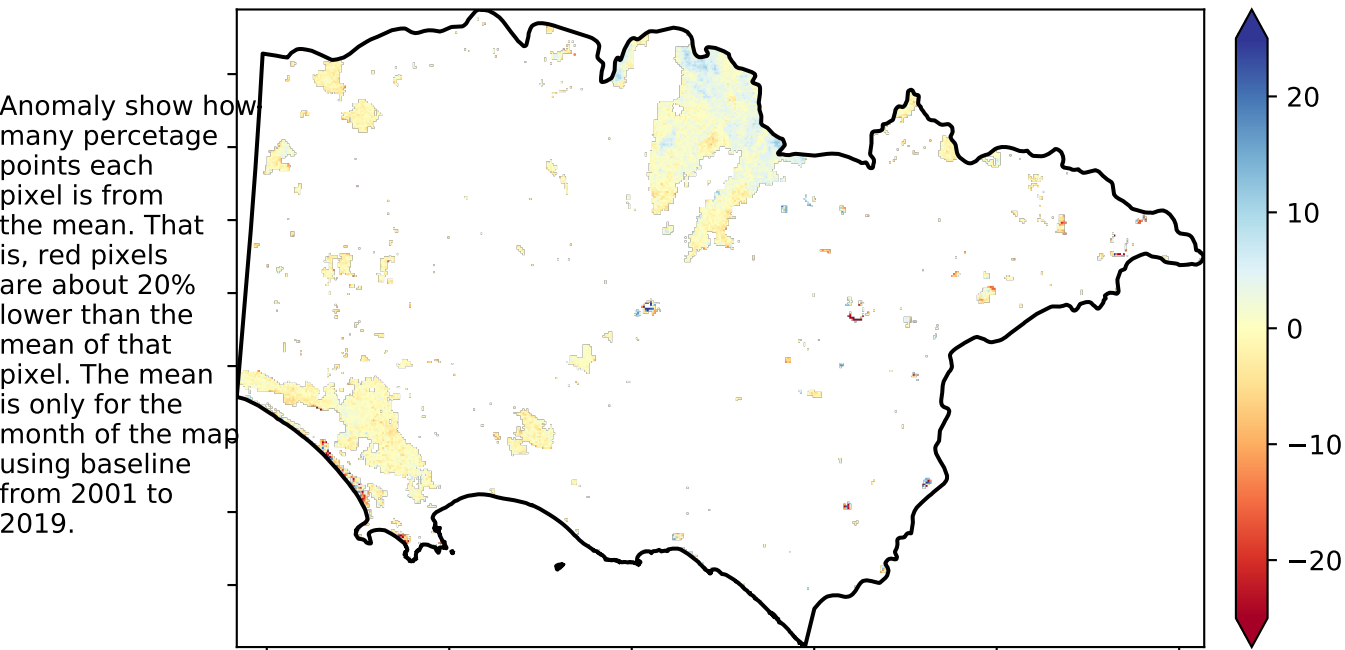 Anomaly show how
many percetage
points each
pixel is from
the mean. That
is, red pixels
are about 20%
lower than the
mean of that
pixel. The mean
is only for the
month of the map
using baseline
from 2001 to
2019.
20
10
0
−10
−20